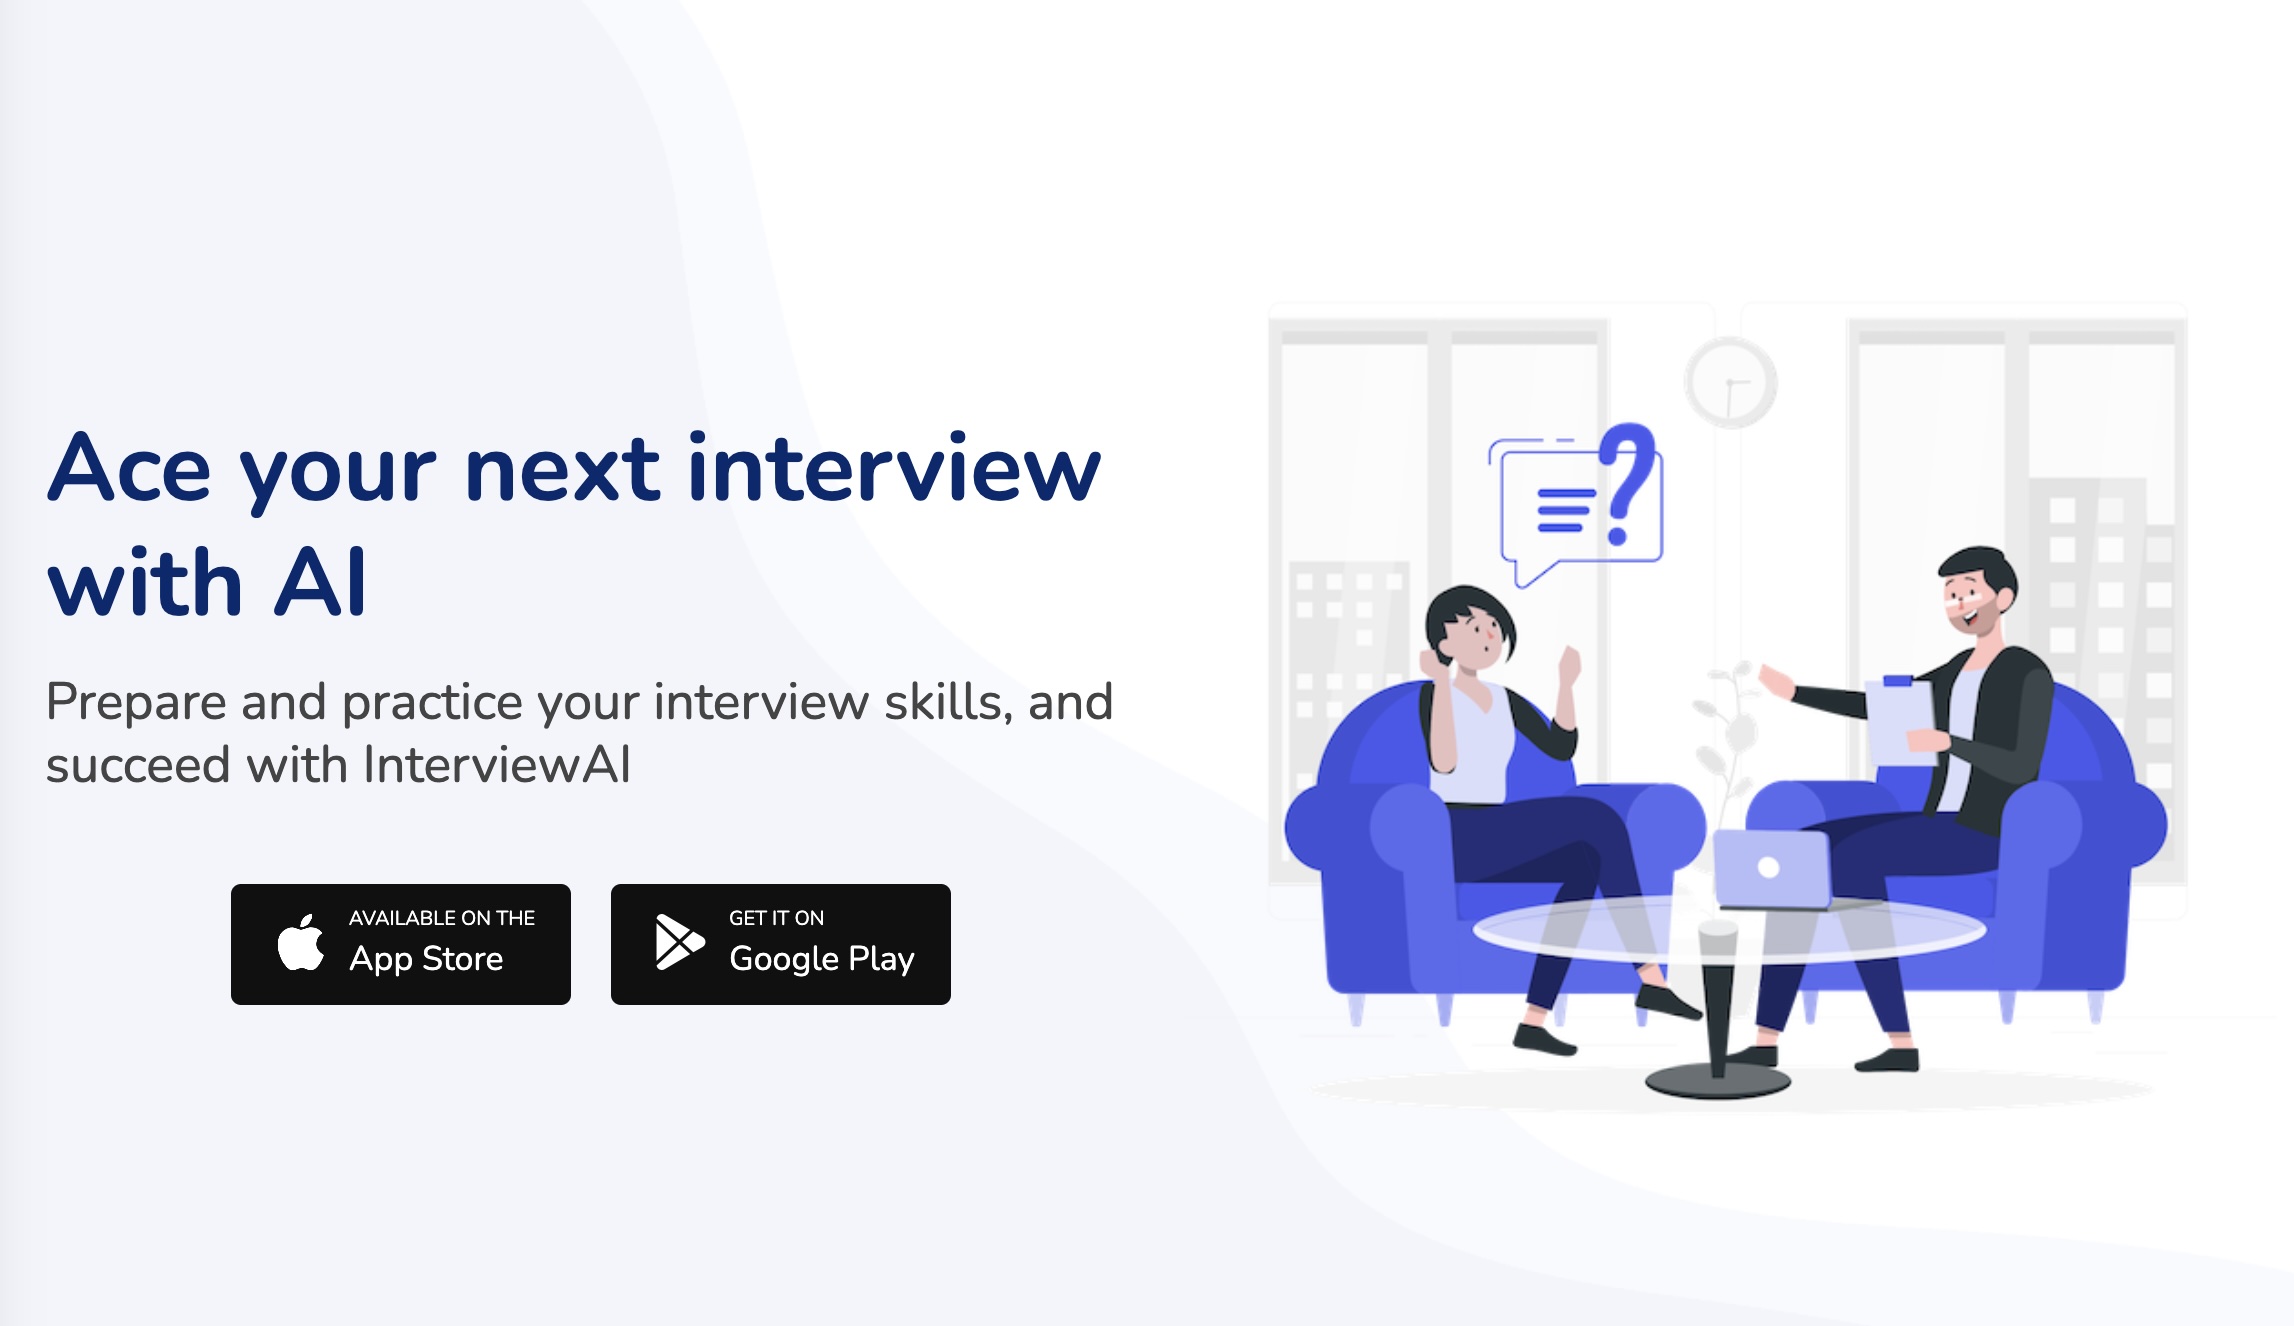 Ace your next interview
with AI
Prepare and practice your interview skills, and
succeed with InterviewAI
AVAILABLE ON THE
App Store
GET IT ON
Google Play
?